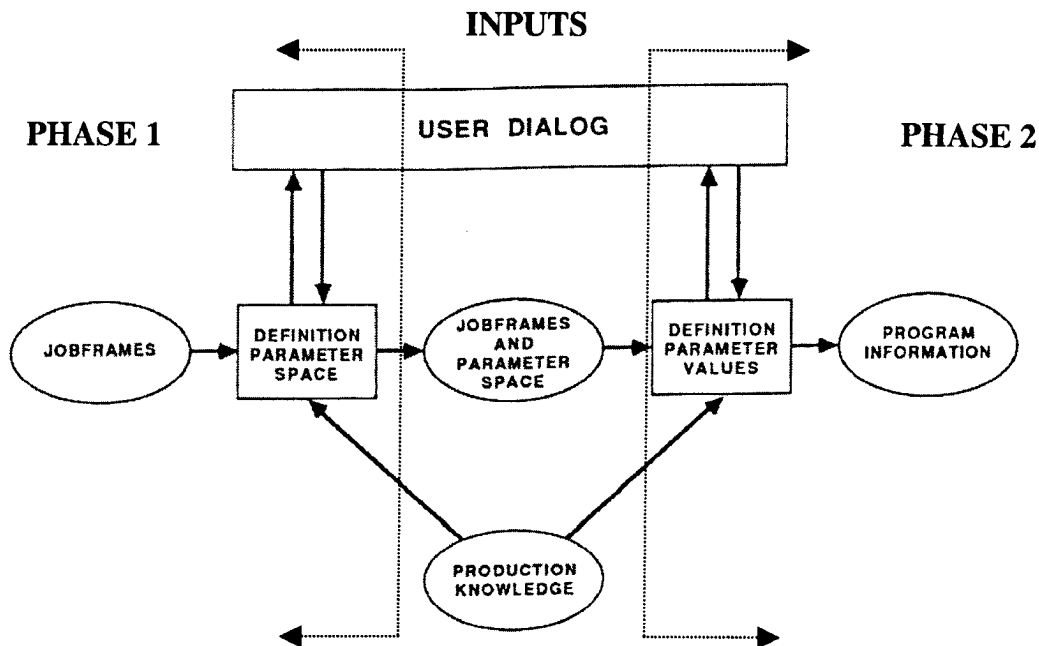 INPUTS
PHASE 1
USER DIALOG
PHASE 2
JOBFRAMES
DEFINITION
PARAMETER
SPACE
JOBFRAMES
AND
PARAMETER
SPACE
DEFINITION
PARAMETER
VALUES
PROGRAM
INFORMATION
PRODUCTION
KNOWLEDGE